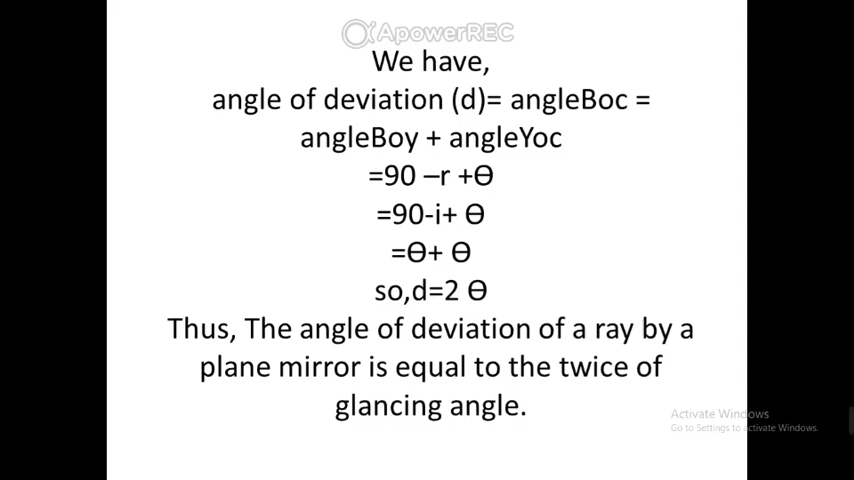 ApowerREC
We have,
angle of deviation (d)= angleBoc =
angleBoy + angleYoc
=90 –r +Ɵ
=90-i+ Ɵ
=Ɵ+ Ɵ
so,d=2 Ɵ
Thus, The angle of deviation of a ray by a
plane mirror is equal to the twice of
glancing angle.
Activate Windows
Go to Settings to activate Windows.